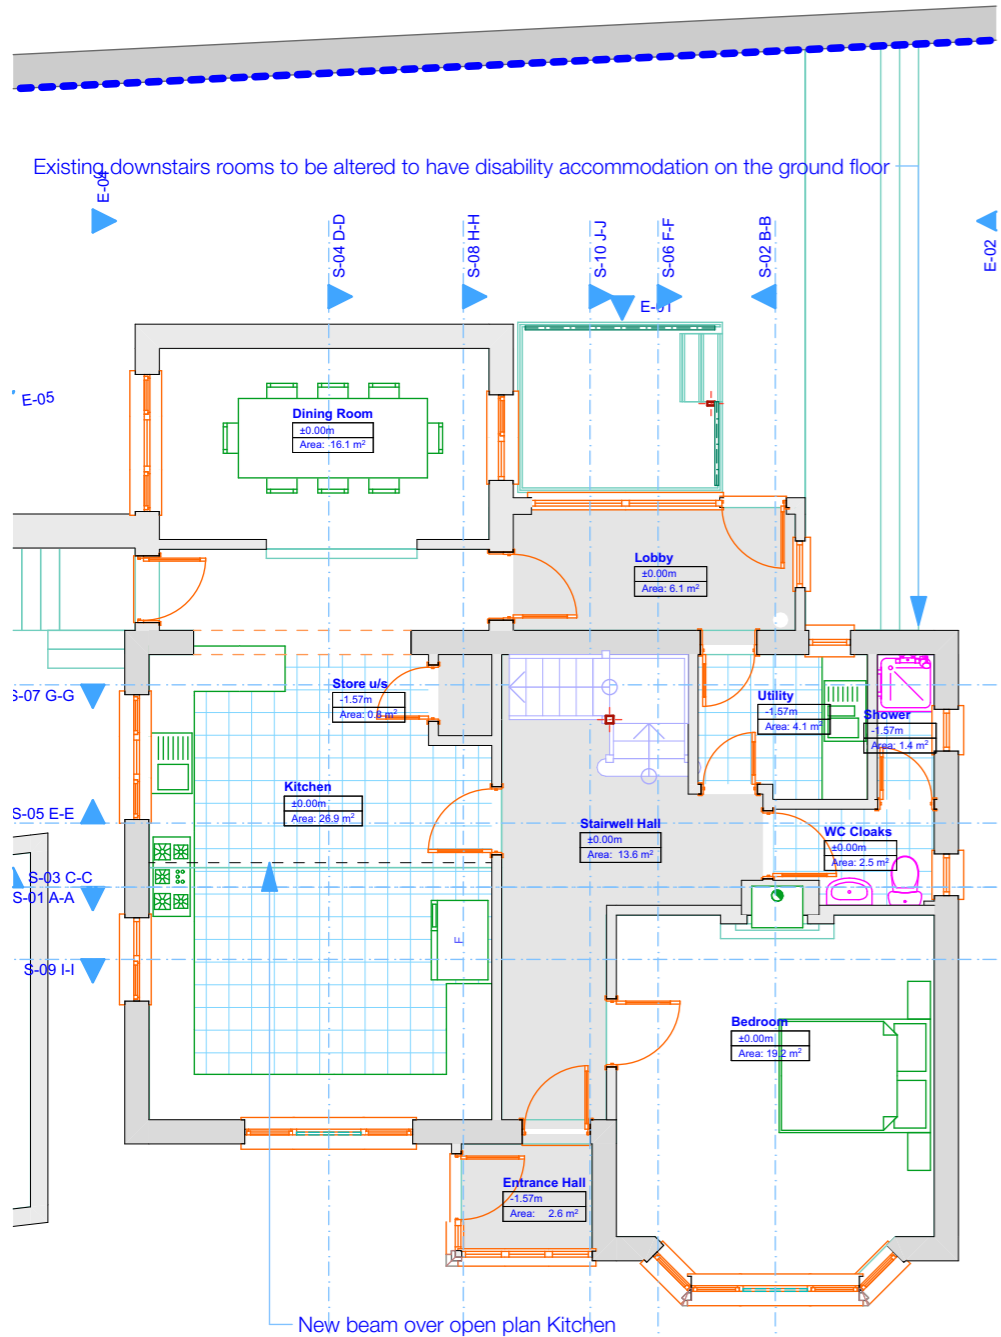 Existing downstairs rooms to be altered to have disability accommodation on the ground floor
E-04
S-04 D-D
S-08 H-H
S-10 J-J
S-06 F-F
S-02 B-B
E-02
E-01
E-05
Dining Room
±0.00m
Area: 16.1 m²
Lobby
±0.00m
Area: 6.1 m²
S-07 G-G
Store u/s
-1.57m
Area: 0.8 m²
Utility
-1.57m
Area: 4.1 m²
Shower
-1.57m
Area: 1.4 m²
Kitchen
±0.00m
Area: 26.9 m²
S-05 E-E
Stairwell Hall
±0.00m
Area: 13.6 m²
WC Cloaks
±0.00m
Area: 2.5 m²
S-03 C-C
S-01 A-A
F
S-09 I-I
Bedroom
±0.00m
Area: 19.2 m²
Entrance Hall
-1.57m
Area: 2.6 m²
New beam over open plan Kitchen